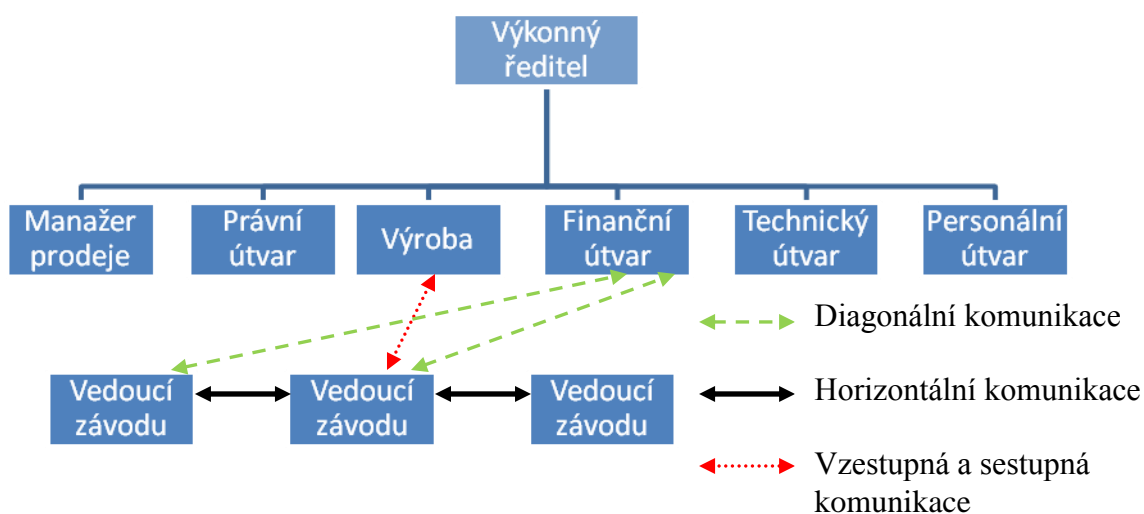 Výkonný
ředitel
Manažer
prodeje
Právní
útvar
Výroba
Finanční
útvar
Technický
útvar
Personální
útvar
Diagonální komunikace
Vedoucí
závodu
Vedoucí
závodu
Vedoucí
závodu
Horizontální komunikace
Vzestupná a sestupná
komunikace